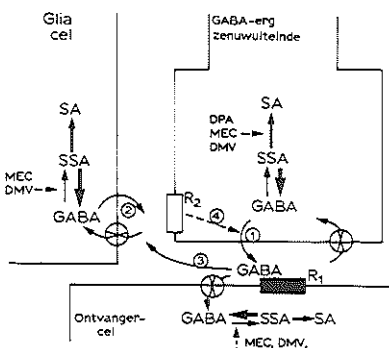 Glia
cel
GABA-erg
zenuwuiteinde
SA
SSA
MEC
DMV
GABA
②
DPA
MEC
DMV
SA
SSA
GABA
R2
④
①
③
GABA
R1
Ontvanger-
cel
GABA SSA SA
MEC, DMV,